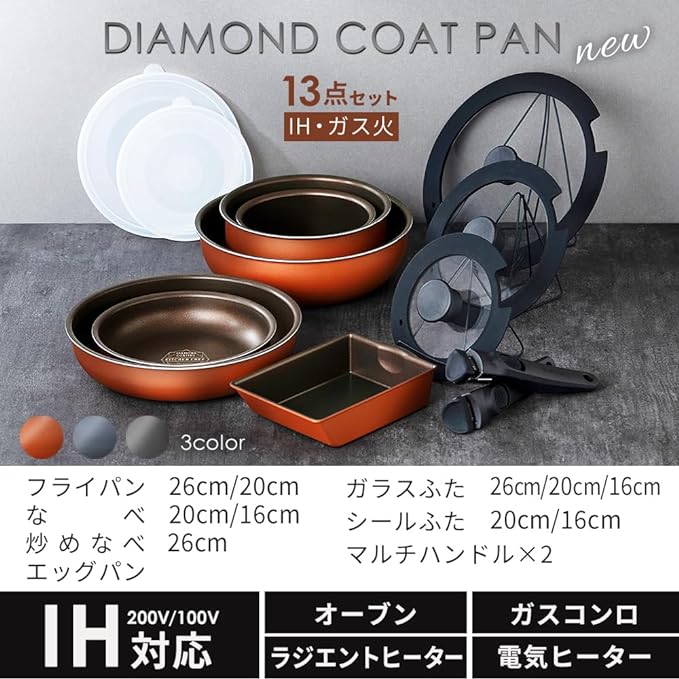 DIAMOND COAT PAN new
13点セット
IH・ガス火
3color
フライパン 26cm/20cm
なべ 20cm/16cm
炒めなべ 26cm
エッグパン
ガラスふた 26cm/20cm/16cm
シールふた 20cm/16cm
マルチハンドル×2
IH 200V/100V 対応
オーブン
ガスコンロ
ラジエントヒーター
電気ヒーター